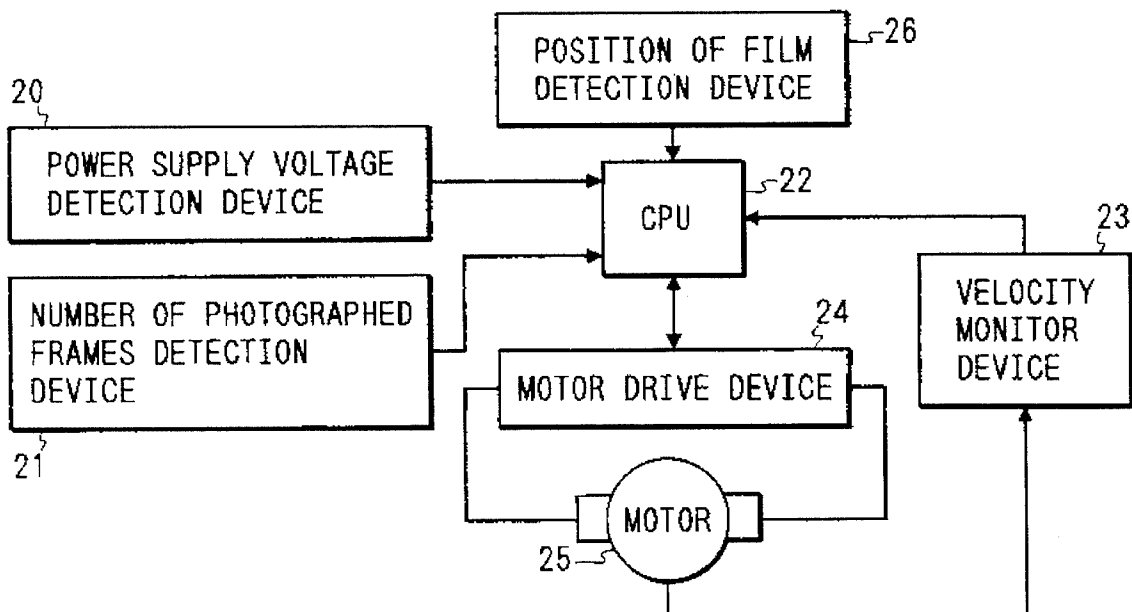 POSITION OF FILM
DETECTION DEVICE
26
20
POWER SUPPLY VOLTAGE
DETECTION DEVICE
CPU
22
23
VELOCITY
MONITOR
DEVICE
NUMBER OF PHOTOGRAPHED
FRAMES DETECTION
DEVICE
21
24
MOTOR DRIVE DEVICE
MOTOR
25